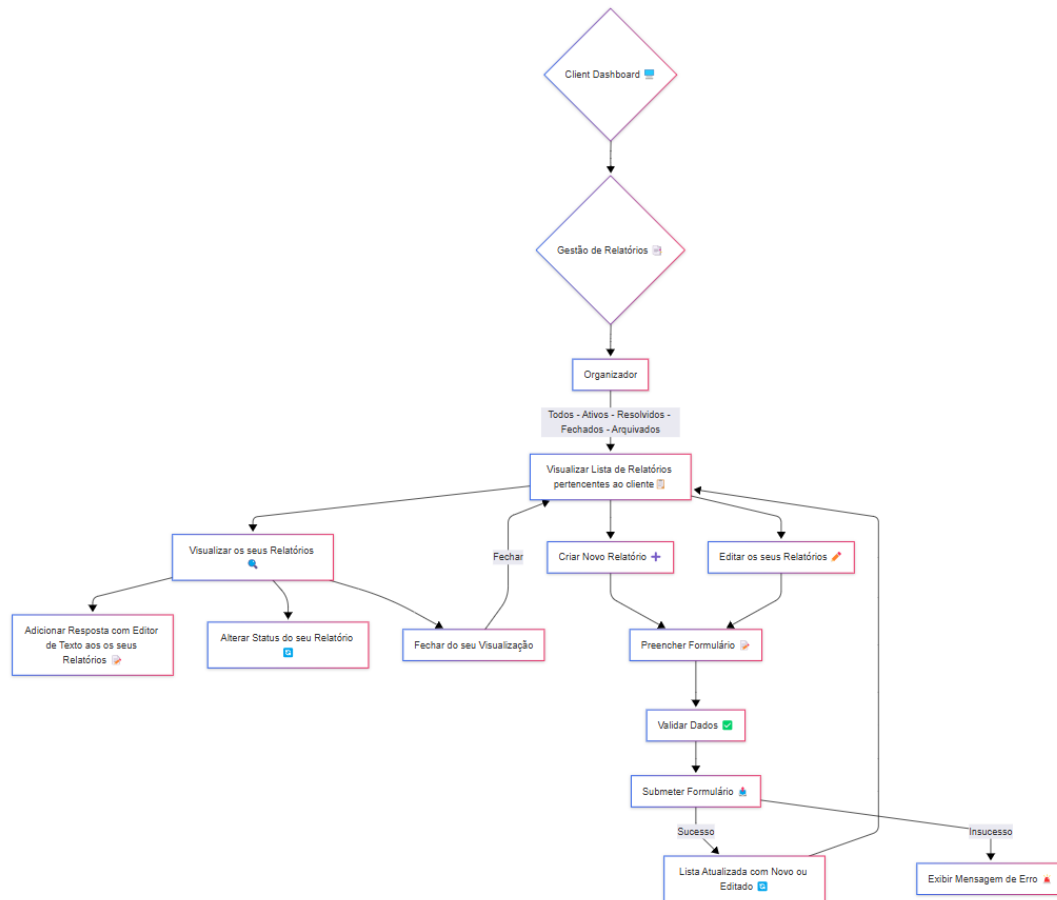 Client Dashboard 🖥️
Gestão de Relatórios 📑
Organizador
Todos - Ativos - Resolvidos -
Fechados - Arquivados
Visualizar Lista de Relatórios
pertencentes ao cliente📋
Visualizar os seus Relatórios
🔍
Fechar
Criar Novo Relatório ➕
Editar os seus Relatórios ✏️
Adicionar Resposta com Editor
de Texto aos os seus
Relatórios 📝
Alterar Status do seu Relatório
🔄
Fechar do seu Visualização
Preencher Formulário 📝
Validar Dados ✅
Submeter Formulário 📤
Sucesso
Insucesso
Lista Atualizada com Novo ou
Editado 🔄
Exibir Mensagem de Erro 🚨